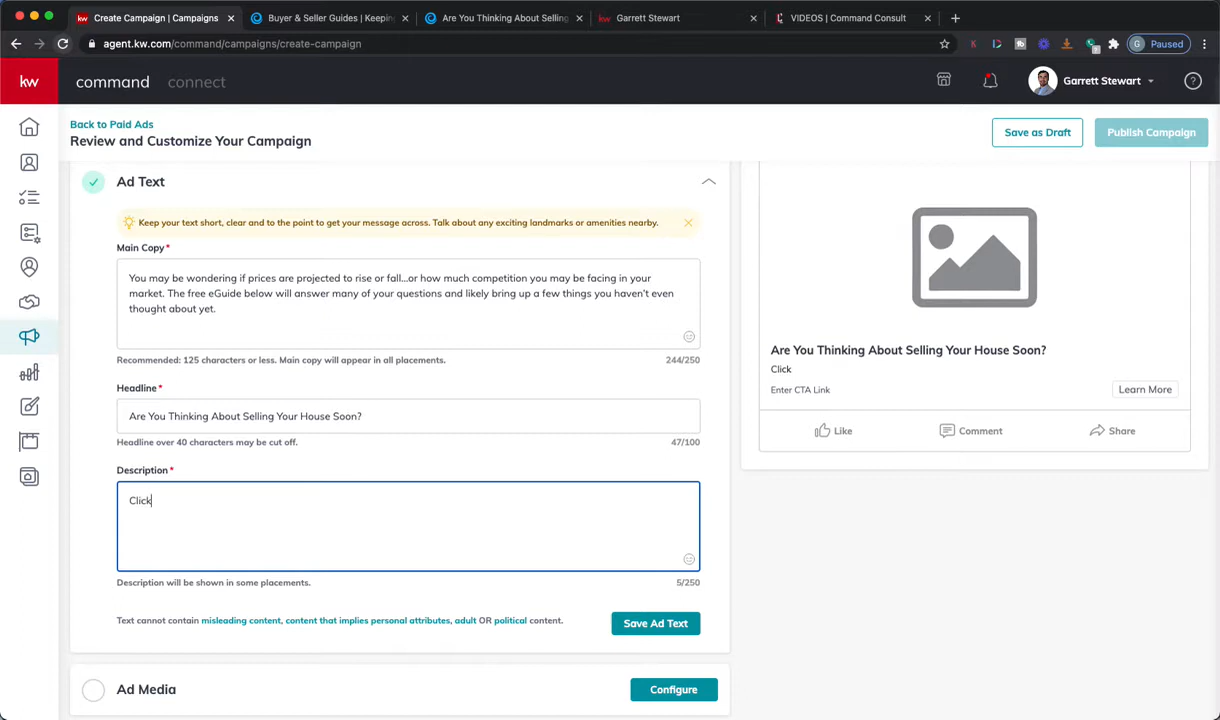 kw Create Campaign | Campaigns
Buyer & Seller Guides | Keeping
Are You Thinking About Selling
kw Garrett Stewart
VIDEOS | Command Consult
agent.kw.com/command/campaigns/create-campaign
G Paused
kw command connect
Garrett Stewart
?
Back to Paid Ads
Review and Customize Your Campaign
Save as Draft
Publish Campaign
Ad Text
Keep your text short, clear and to the point to get your message across. Talk about any exciting landmarks or amenities nearby.
Main Copy*
You may be wondering if prices are projected to rise or fall...or how much competition you may be facing in your
market. The free eGuide below will answer many of your questions and likely bring up a few things you haven't even
thought about yet.
Recommended: 125 characters or less. Main copy will appear in all placements.
244/250
Headline*
Are You Thinking About Selling Your House Soon?
Headline over 40 characters may be cut off.
47/100
Description*
Click
Description will be shown in some placements.
5/250
Text cannot contain misleading content, content that implies personal attributes, adult OR political content.
Save Ad Text
Ad Media
Configure
Are You Thinking About Selling Your House Soon?
Click
Enter CTA Link
Learn More
Like
Comment
Share